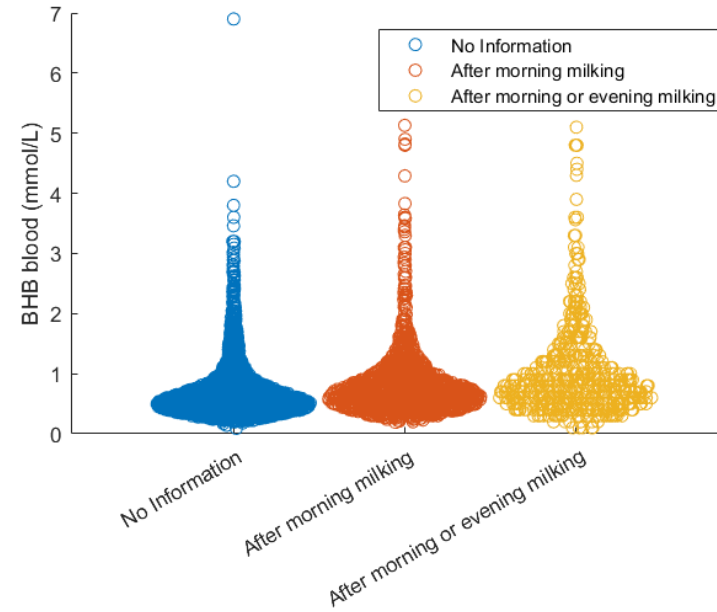 7
6
5
4
3
2
1
0
BHB blood (mmol/L)
No Information
After morning milking
After morning or evening milking
No Information
After morning milking
After morning or evening milking